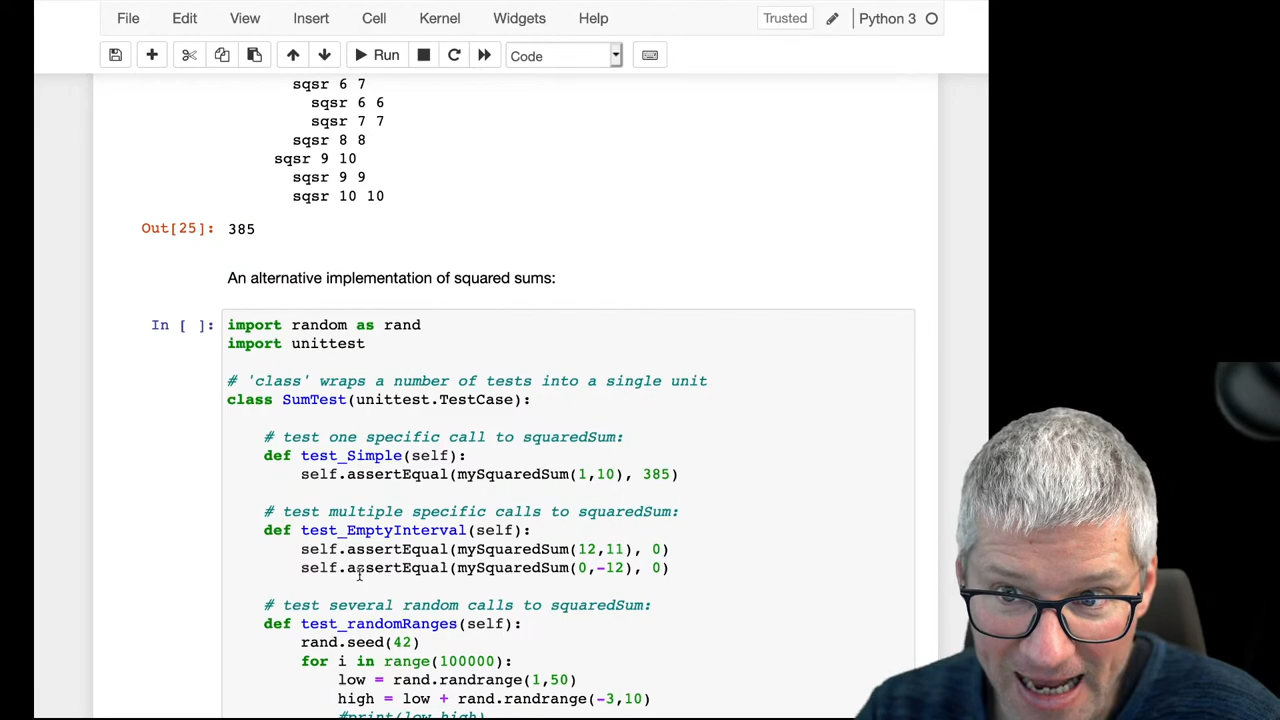 File Edit View Insert Cell Kernel Widgets Help Trusted Python 3
Run Code
sqsr 6 7
sqsr 6 6
sqsr 7 7
sqsr 8 8
sqsr 9 10
sqsr 9 9
sqsr 10 10
Out[25]: 385
An alternative implementation of squared sums:
In [ ]: import random as rand
import unittest
# 'class' wraps a number of tests into a single unit
class SumTest(unittest.TestCase):
# test one specific call to squaredSum:
def test_Simple(self):
self.assertEqual(mySquaredSum(1,10), 385)
# test multiple specific calls to squaredSum:
def test_EmptyInterval(self):
self.assertEqual(mySquaredSum(12,11), 0)
self.assertEqual(mySquaredSum(0,-12), 0)
# test several random calls to squaredSum:
def test_randomRanges(self):
rand.seed(42)
for i in range(100000):
low = rand.randrange(1,50)
high = low + rand.randrange(-3,10)
#print(low,high)